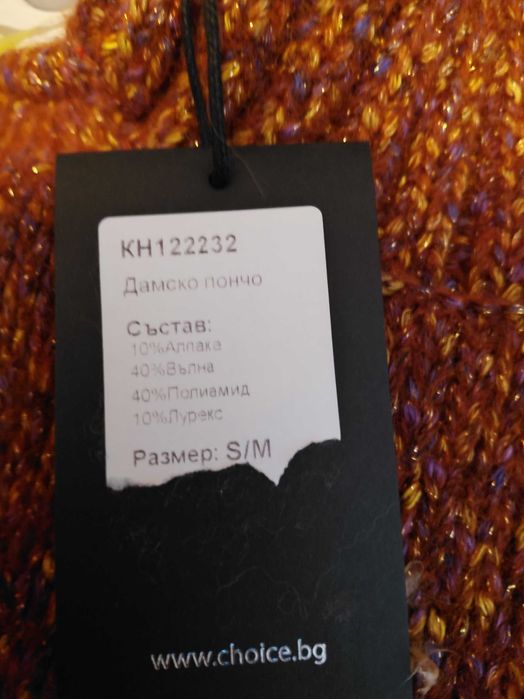 KH122232
Дамско пончо
Състав:
10%Алпака
40%Вълна
40%Полиамид
10%Лурекс
Размер: S/M
www.choice.bg